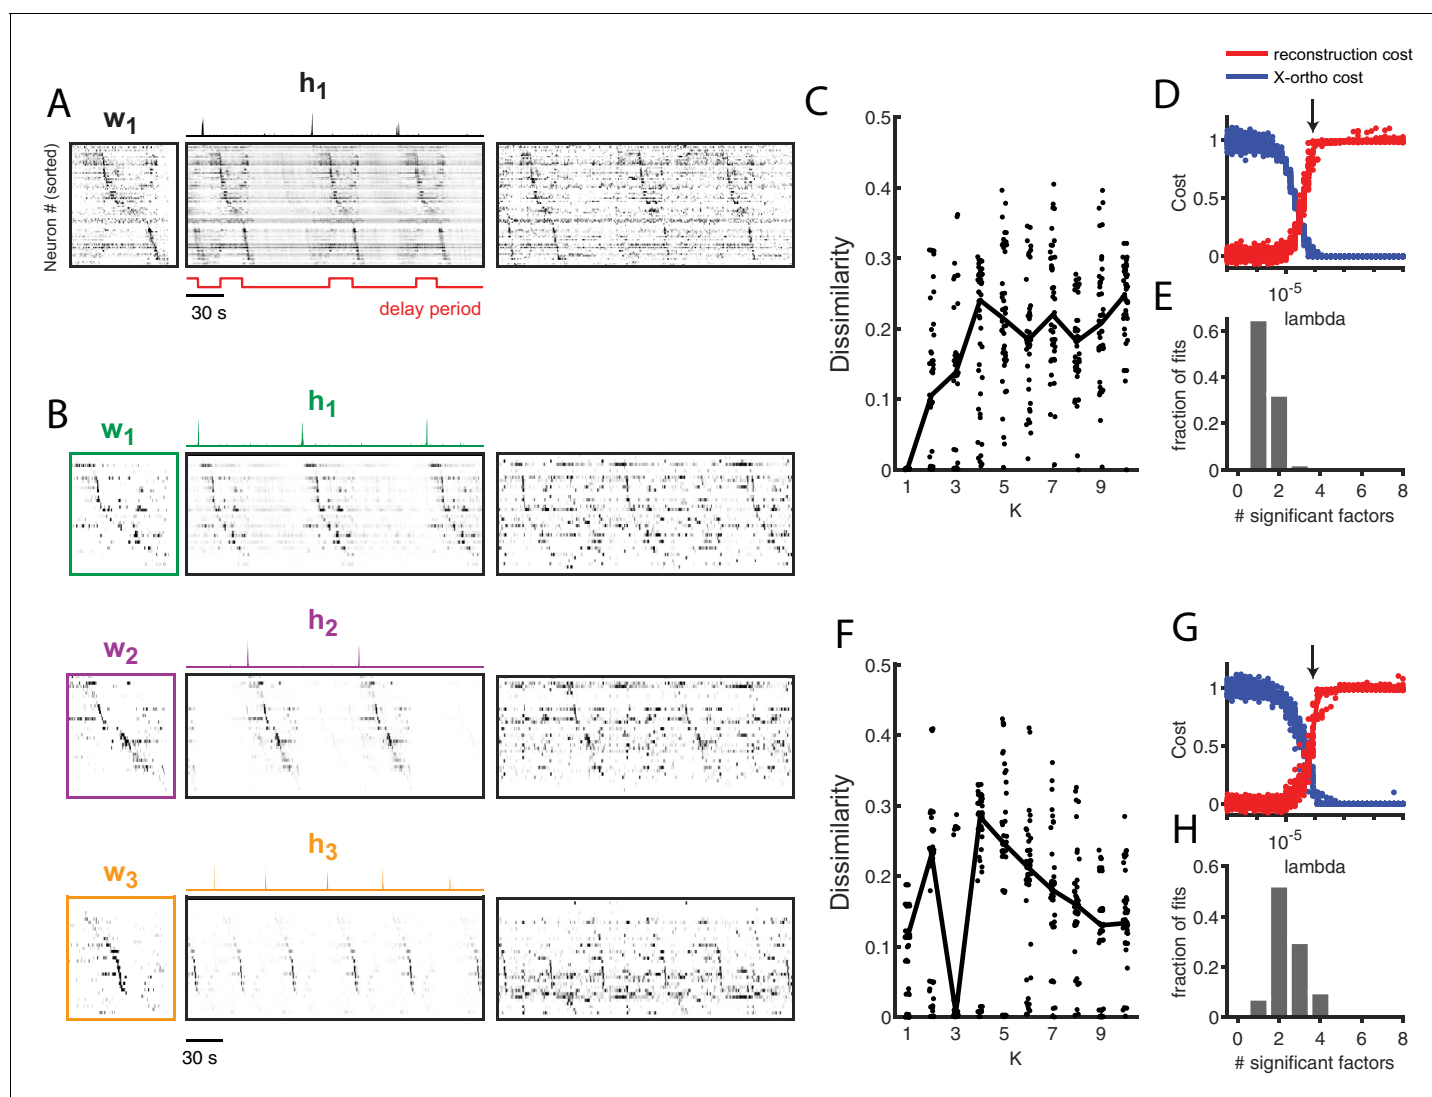 A
w1
h1
Neuron # (sorted)
30 s
delay period
B
w1
h1
w2
h2
w3
h3
30 s
C
Dissimilarity
0.5
0.4
0.3
0.2
0.1
0
1 3 5 7 9
K
reconstruction cost
X-ortho cost
D
Cost
1
0.5
0
10-5
lambda
E
fraction of fits
0.6
0.4
0.2
0
0 2 4 6 8
# significant factors
F
Dissimilarity
0.5
0.4
0.3
0.2
0.1
0
1 3 5 7 9
K
G
Cost
1
0.5
0
10-5
lambda
H
fraction of fits
0.6
0.4
0.2
0
0 2 4 6 8
# significant factors